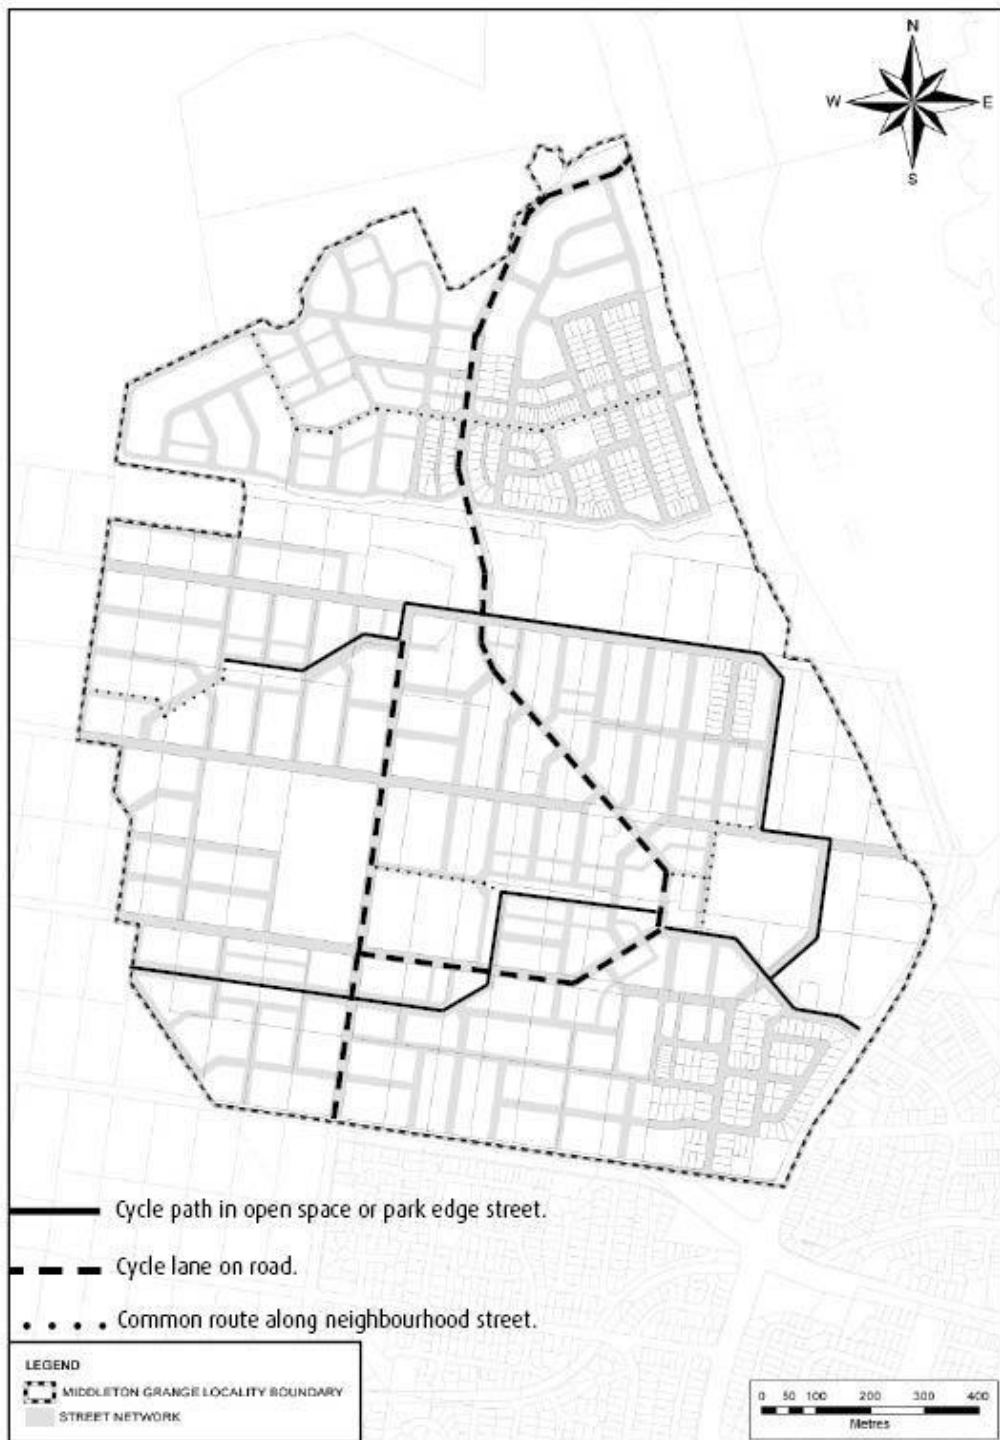 N
W E
S
Cycle path in open space or park edge street.
Cycle lane on road.
Common route along neighbourhood street.
LEGEND
MIDDLETON GRANGE LOCALITY BOUNDARY
STREET NETWORK
0 50 100 200 300 400
Metres